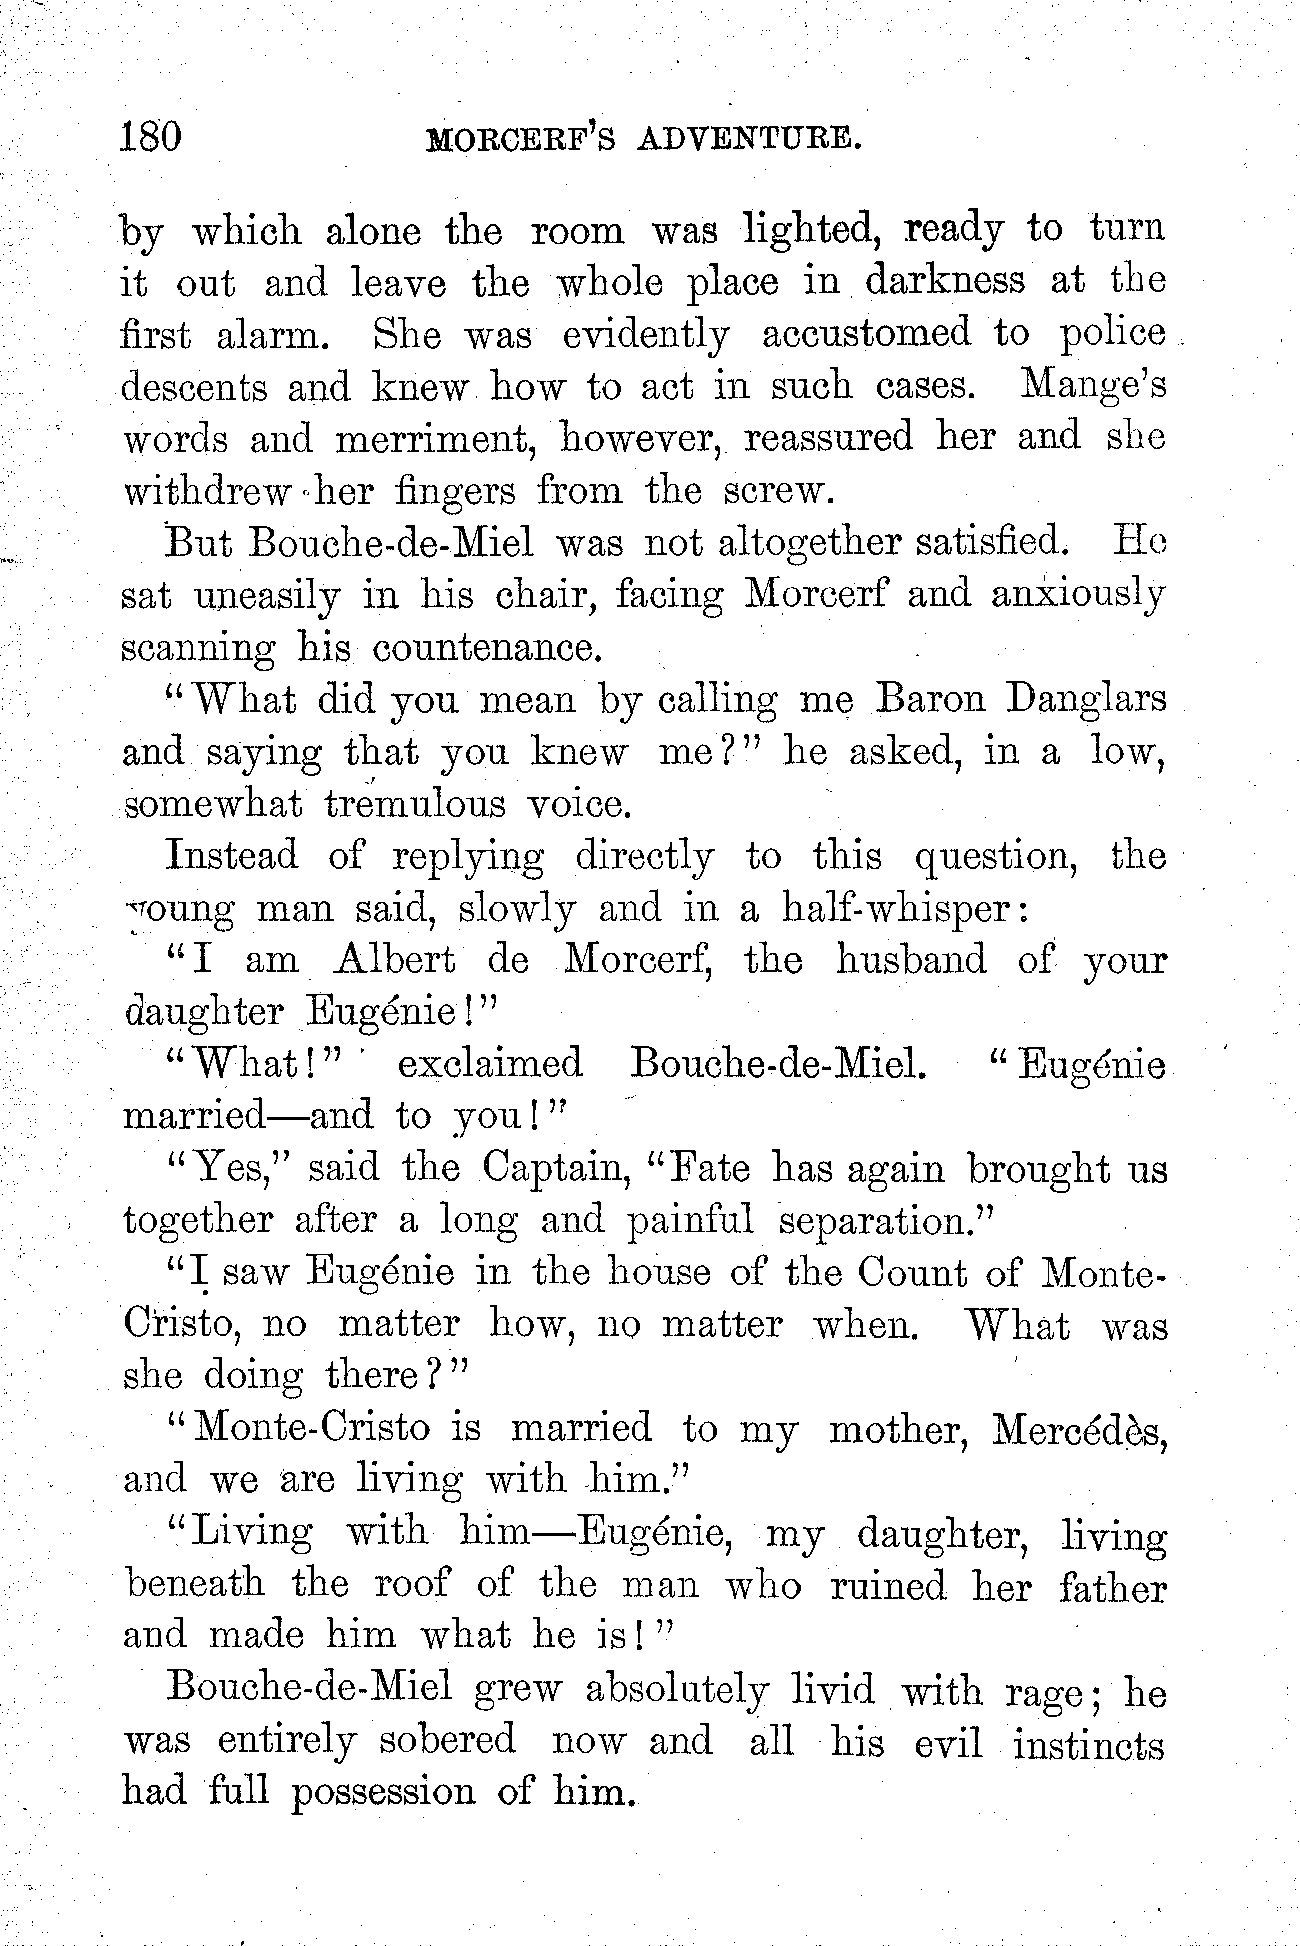 180 MORCERF'S ADVENTURE.
by which alone the room was lighted, ready to turn
it out and leave the whole place in darkness at the
first alarm. She was evidently accustomed to police
descents and knew how to act in such cases. Mange's
words and merriment, however, reassured her and she
withdrew her fingers from the screw.
But Bouche-de-Miel was not altogether satisfied. He
sat uneasily in his chair, facing Morcerf and anxiously
scanning his countenance.
"What did you mean by calling me Baron Danglars
and saying that you knew me?" he asked, in a low,
somewhat tremulous voice.
Instead of replying directly to this question, the
young man said, slowly and in a half-whisper:
"I am Albert de Morcerf, the husband of your
daughter Eugénie!"
"What!" exclaimed Bouche-de-Miel. "Eugénie
married—and to you!"
"Yes," said the Captain, "Fate has again brought us
together after a long and painful separation."
"I saw Eugénie in the house of the Count of Monte-
Cristo, no matter how, no matter when. What was
she doing there?"
"Monte-Cristo is married to my mother, Mercédès,
and we are living with him."
"Living with him—Eugénie, my daughter, living
beneath the roof of the man who ruined her father
and made him what he is!"
Bouche-de-Miel grew absolutely livid with rage; he
was entirely sobered now and all his evil instincts
had full possession of him.